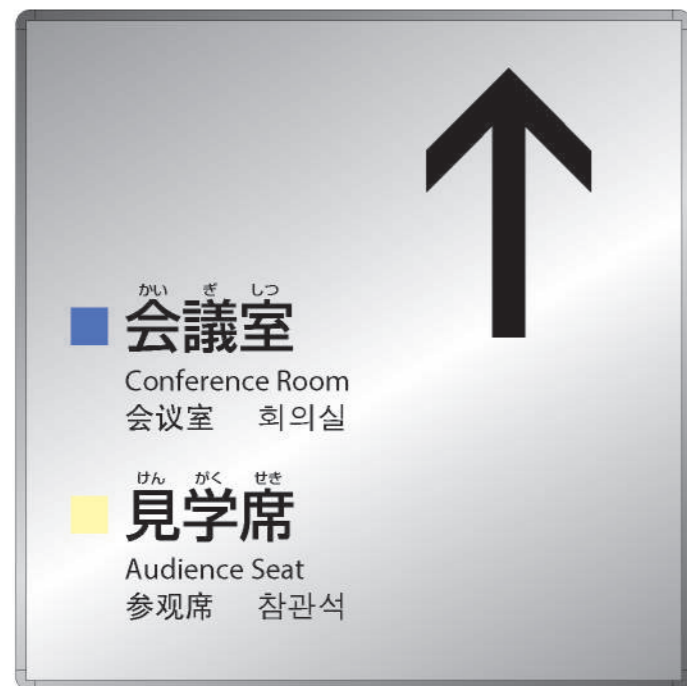 かい ぎ しつ
会議室
Conference Room
会议室 회의실
けん がく せき
見学席
Audience Seat
参观席 참관석